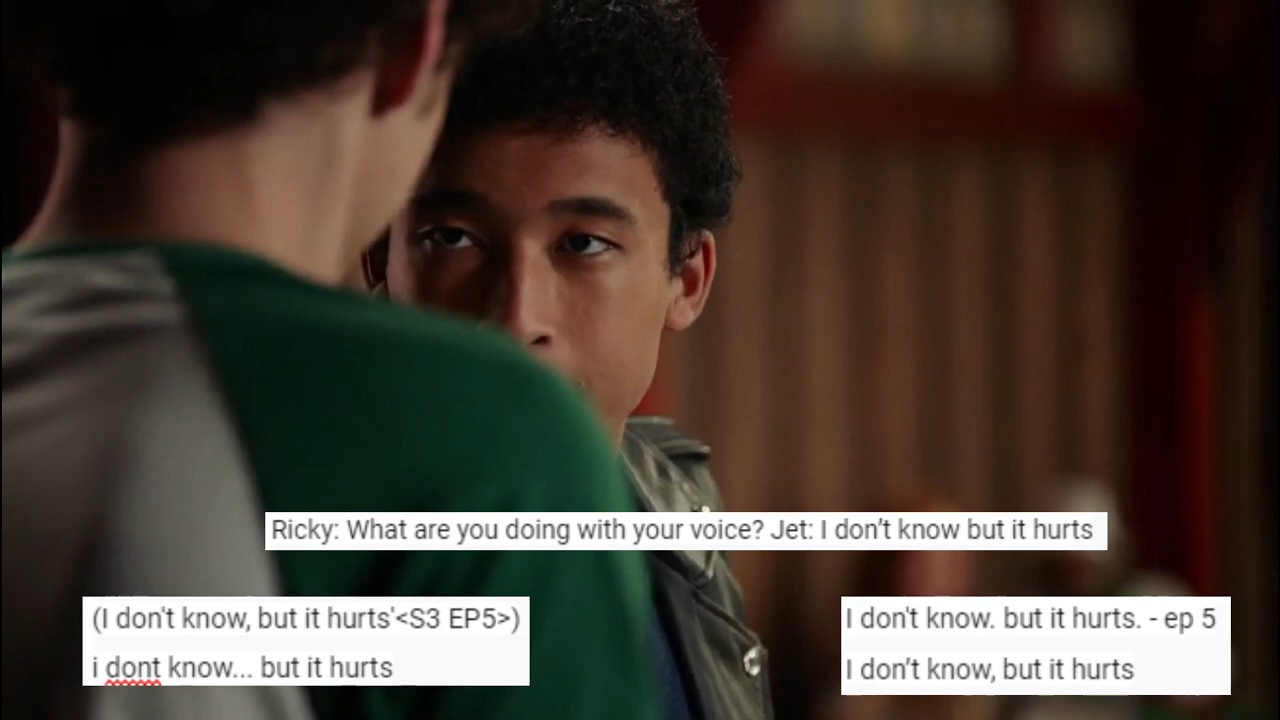 Ricky: What are you doing with your voice? Jet: I don’t know but it hurts
(I don't know, but it hurts'<S3 EP5>)
i dont know... but it hurts
I don't know. but it hurts. - ep 5
I don’t know, but it hurts